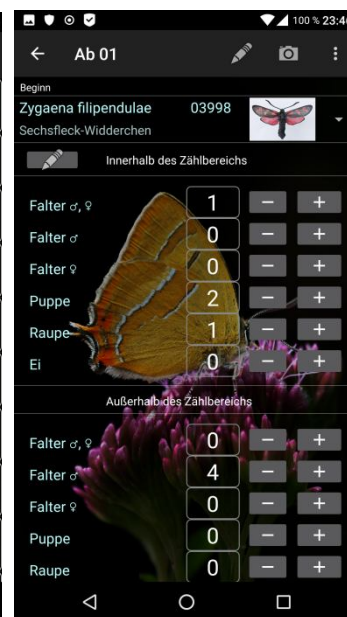 100 % 23:46
Ab 01
Beginn
Zygaena filipendulae 03998
Sechsfleck-Widderchen
Innerhalb des Zählbereichs
Falter ♂, ♀ 1 − +
Falter ♂ 0 − +
Falter ♀ 0 − +
Puppe 2 − +
Raupe 1 − +
Ei 0 − +
Außerhalb des Zählbereichs
Falter ♂, ♀ 0 − +
Falter ♂ 4 − +
Falter ♀ 0 − +
Puppe 0 − +
Raupe 0 − +